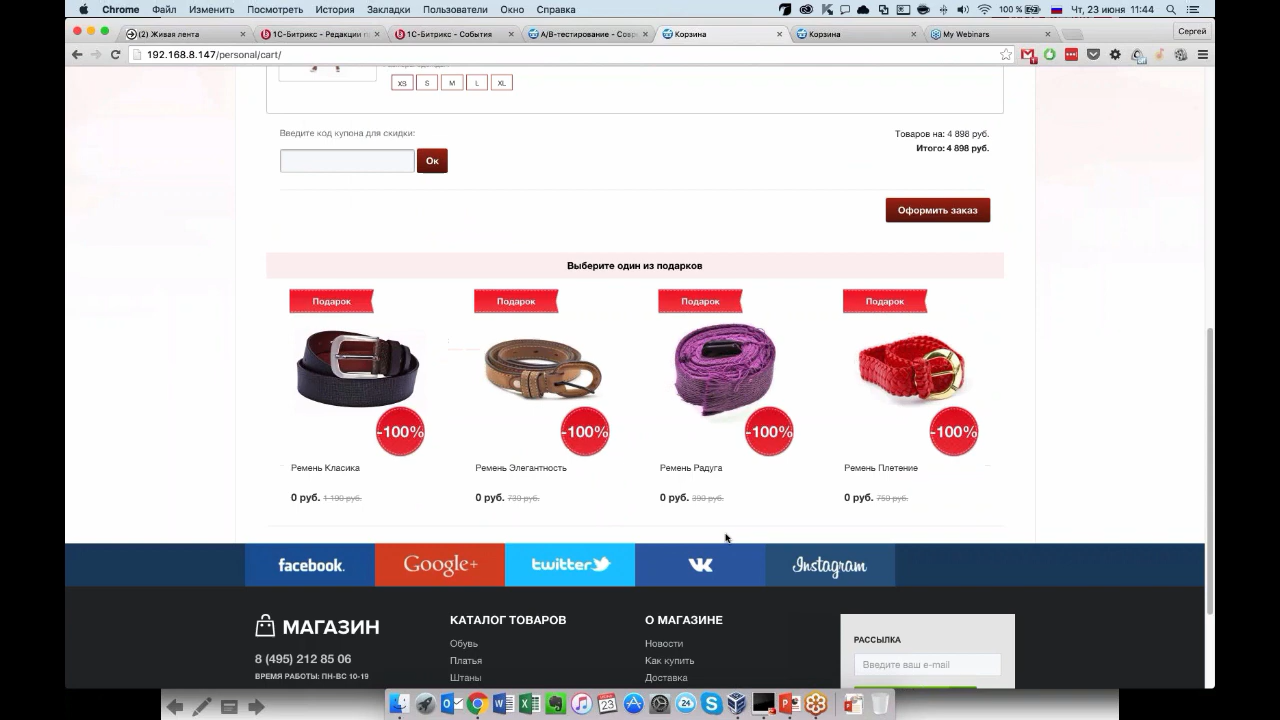 Chrome Файл Изменить Посмотреть История Закладки Пользователи Окно Справка 100 % Чт, 23 июня 11:44
(2) Живая лента 1С-Битрикс - Редакции п 1С-Битрикс - События A/B-тестирование - Совр Корзина Корзина My Webinars Сергей
192.168.8.147/personal/cart/
XS S M L XL
Введите код купона для скидки:
Товаров на: 4 898 руб.
Итого: 4 898 руб.
Ок
Оформить заказ
Выберите один из подарков
Подарок Подарок Подарок Подарок
-100% -100% -100% -100%
Ремень Класика Ремень Элегантность Ремень Радуга Ремень Плетение
0 руб. 1 190 руб. 0 руб. 780 руб. 0 руб. 390 руб. 0 руб. 750 руб.
facebook. Google+ twitter Instagram
МАГАЗИН
8 (495) 212 85 06
ВРЕМЯ РАБОТЫ: ПН-ВС 10-19
КАТАЛОГ ТОВАРОВ
Обувь
Платья
Штаны
О МАГАЗИНЕ
Новости
Как купить
Доставка
РАССЫЛКА
Введите ваш e-mail
23 24